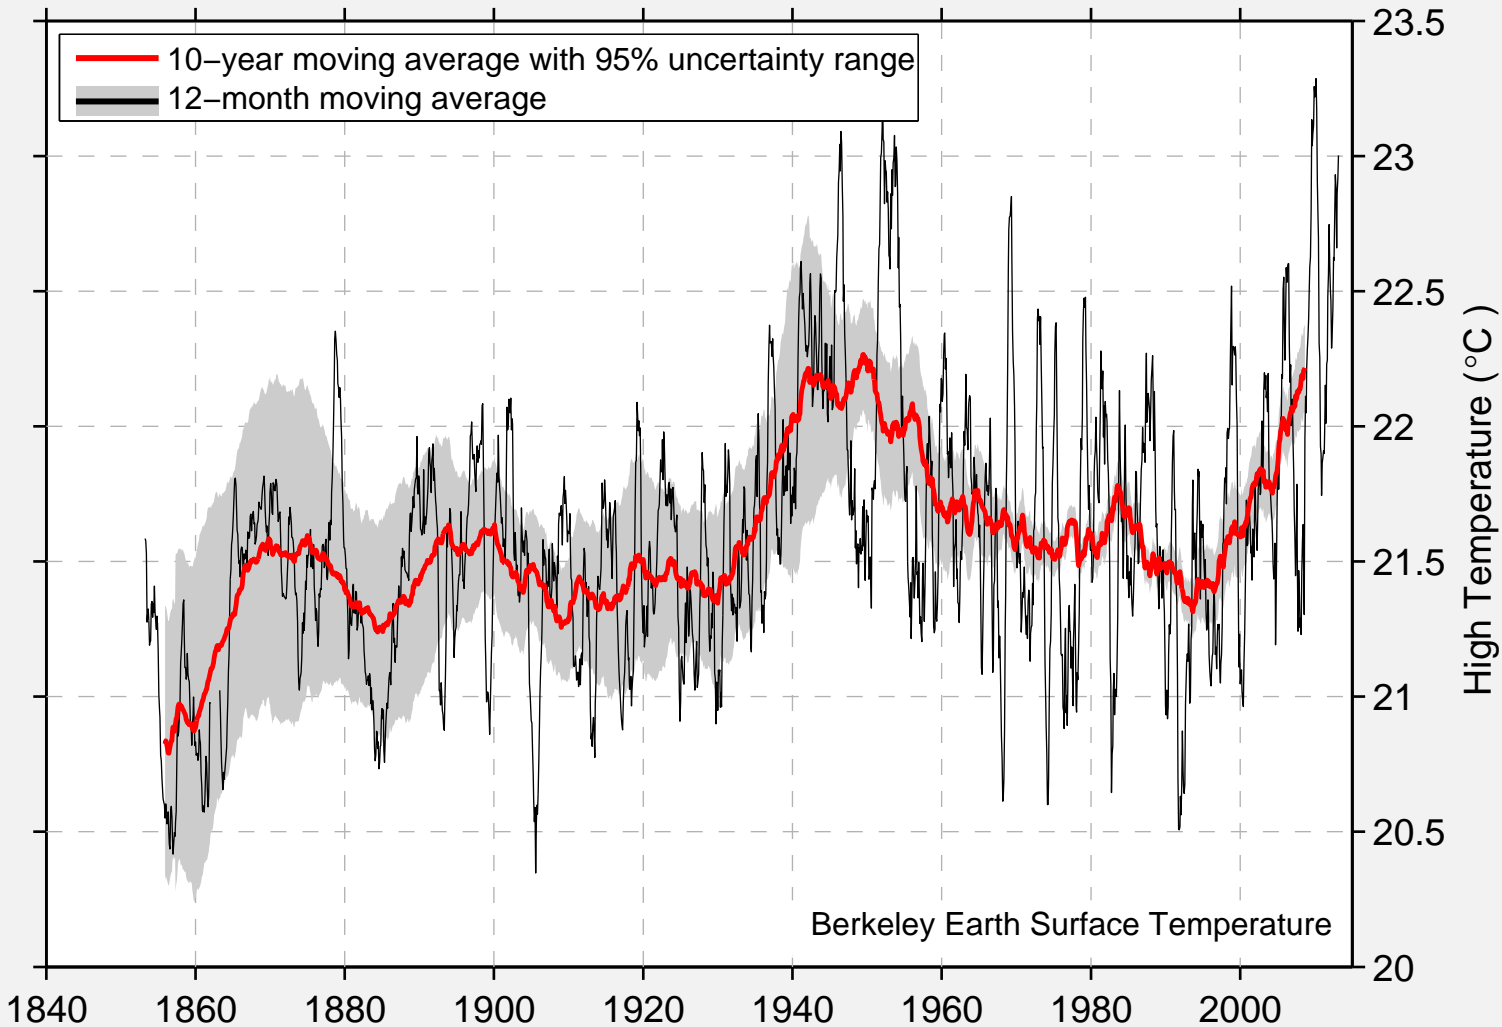 10−year moving average with 95% uncertainty range
12−month moving average
23.5
23
22.5
22
21.5
21
20.5
20
High Temperature (°C )
Berkeley Earth Surface Temperature
1840 1860 1880 1900 1920 1940 1960 1980 2000